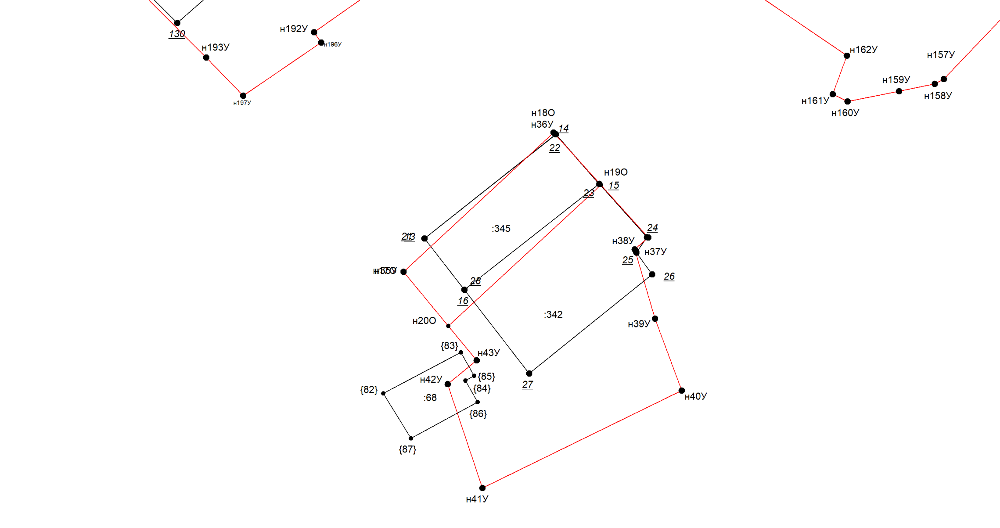 н192У
130
н196У
н193У
н162У
н157У
н159У
н197У
н158У
н161У
н160У
н18О
н36У
14
22
н19О
15
23
:345
24
13
н38У
н37У
25
28
26
16
:342
н20О
н39У
{83}
н43У
{85}
н42У
{84}
{82}
:68
27
н40У
{86}
{87}
н41У